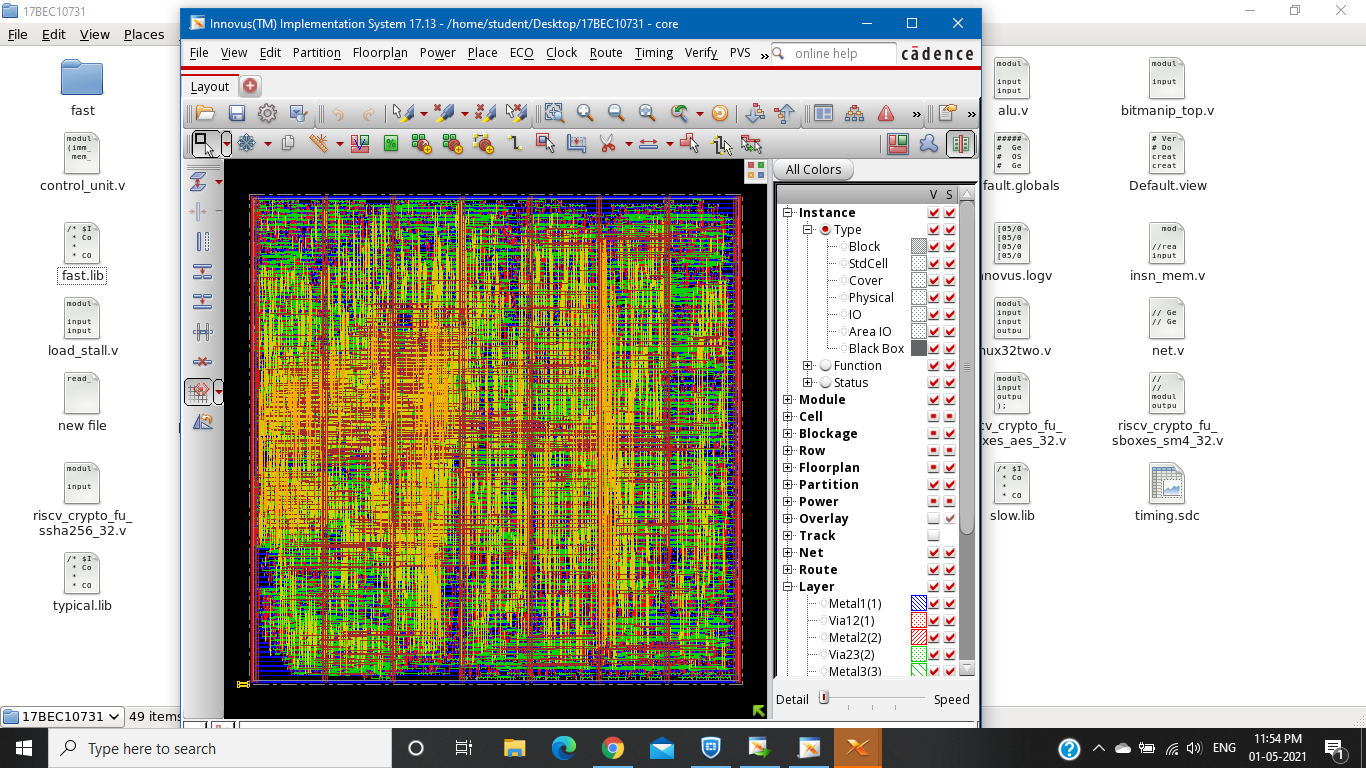 17BEC10731
File Edit View Places
fast
modul
(imm_
mem_
control_unit.v
/* $I
* Co
*
* CO
fast.lib
modul
input
input
load_stall.v
read_
new file
modul
input
riscv_crypto_fu_
ssha256_32.v
/* $I
* Co
*
* CO
typical.lib
17BEC10731
49 items
Innovus(TM) Implementation System 17.13 - /home/student/Desktop/17BEC10731 - core
File View Edit Partition Floorplan Power Place ECO Clock Route Timing Verify PVS »
online help
cādence
Layout
All Colors
V S
Instance
Type
Block
StdCell
Cover
Physical
IO
Area IO
Black Box
Function
Status
Module
Cell
Blockage
Row
Floorplan
Partition
Power
Overlay
Track
Net
Route
Layer
Metal1(1)
Via12(1)
Metal2(2)
Via23(2)
Metal3(3)
Detail
Speed
modul
input
input
alu.v
modul
input
bitmanip_top.v
#####
# Ge
# OS
# Ge
fault.globals
# Ver
# Do
creat
creat
Default.view
[05/0
[05/0
[05/0
nnovus.logv
mod
//rea
input
insn_mem.v
modul
input
input
outpu
mux32two.v
// Ge
// Ge
net.v
modul
input
outpu
);
cv_crypto_fu_
xes_aes_32.v
//
//
modul
outpu
riscv_crypto_fu_
sboxes_sm4_32.v
/* $I
* Co
*
* CO
slow.lib
timing.sdc
Type here to search
ENG
11:54 PM
01-05-2021
1